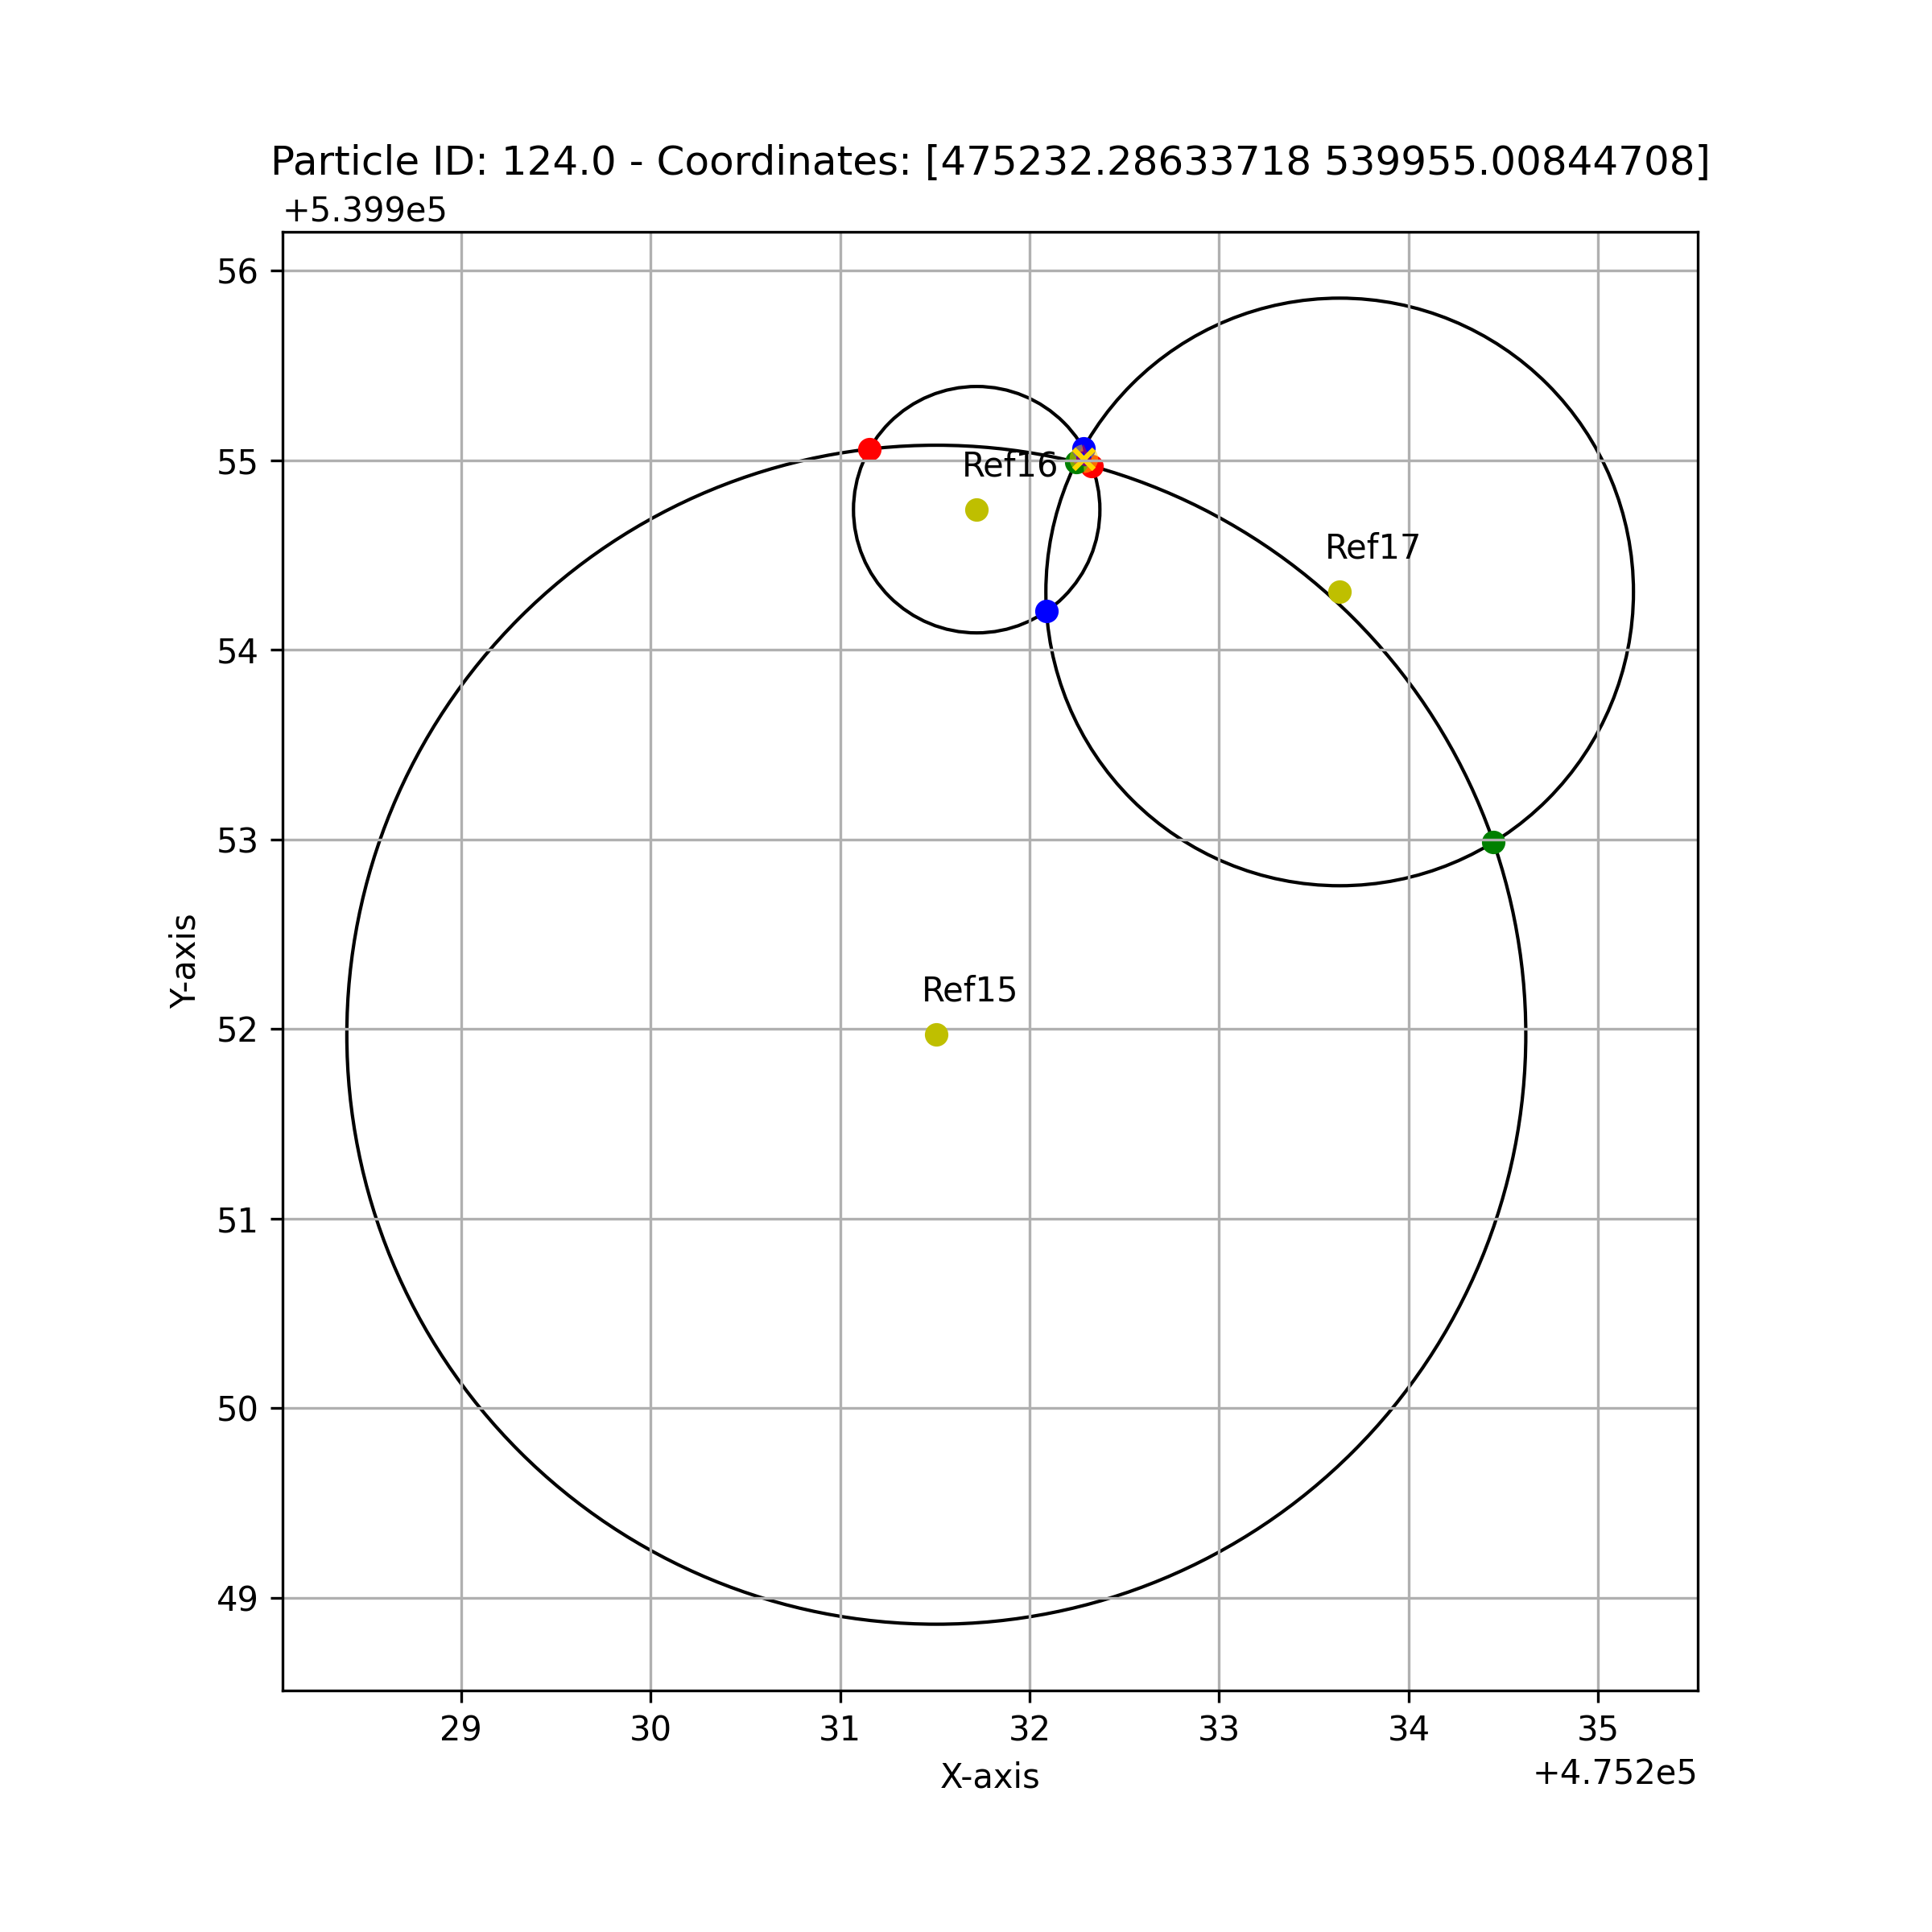 Particle ID: 124.0 - Coordinates: [475232.28633718 539955.00844708]
+5.399e5
56
55
54
53
52
51
50
49
Y-axis
Ref16
Ref17
Ref15
29 30 31 32 33 34 35
X-axis
+4.752e5